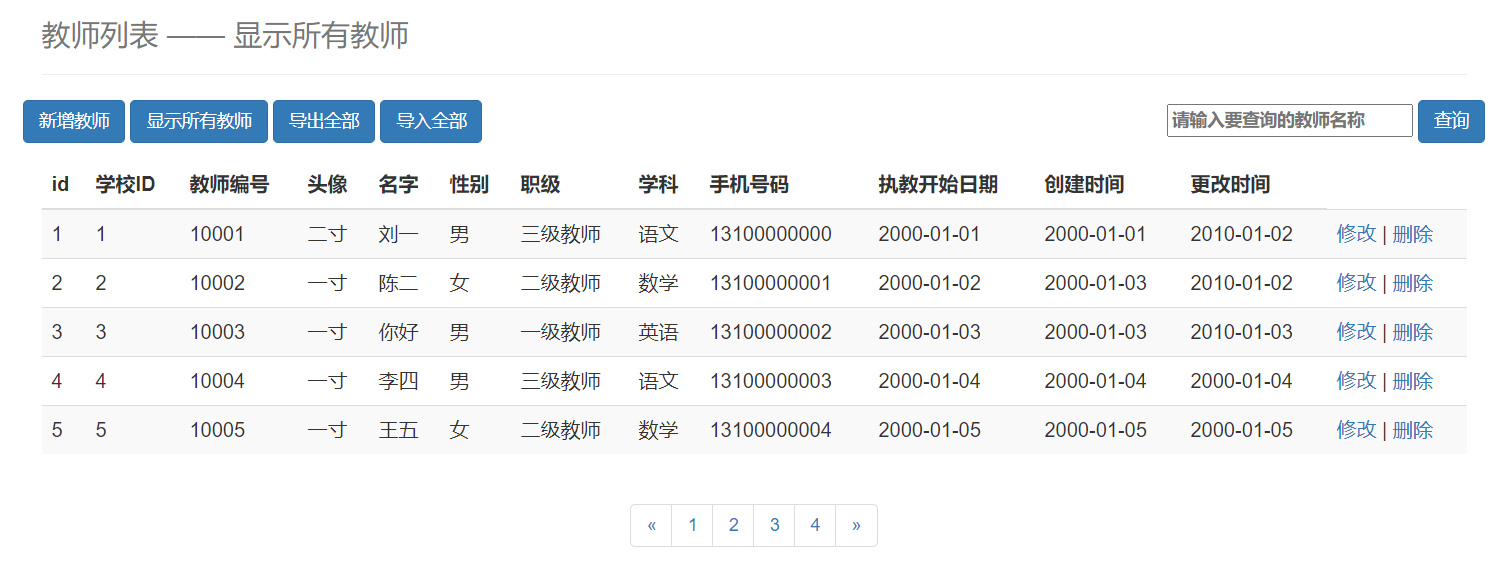 教师列表 —— 显示所有教师
新增教师 显示所有教师 导出全部 导入全部 请输入要查询的教师名称 查询
id 学校ID 教师编号 头像 名字 性别 职级 学科 手机号码 执教开始日期 创建时间 更改时间
1 1 10001 二寸 刘一 男 三级教师 语文 13100000000 2000-01-01 2000-01-01 2010-01-02 修改 | 删除
2 2 10002 一寸 陈二 女 二级教师 数学 13100000001 2000-01-02 2000-01-03 2010-01-02 修改 | 删除
3 3 10003 一寸 你好 男 一级教师 英语 13100000002 2000-01-03 2000-01-03 2010-01-03 修改 | 删除
4 4 10004 一寸 李四 男 三级教师 语文 13100000003 2000-01-04 2000-01-04 2000-01-04 修改 | 删除
5 5 10005 一寸 王五 女 二级教师 数学 13100000004 2000-01-05 2000-01-05 2000-01-05 修改 | 删除
« 1 2 3 4 »